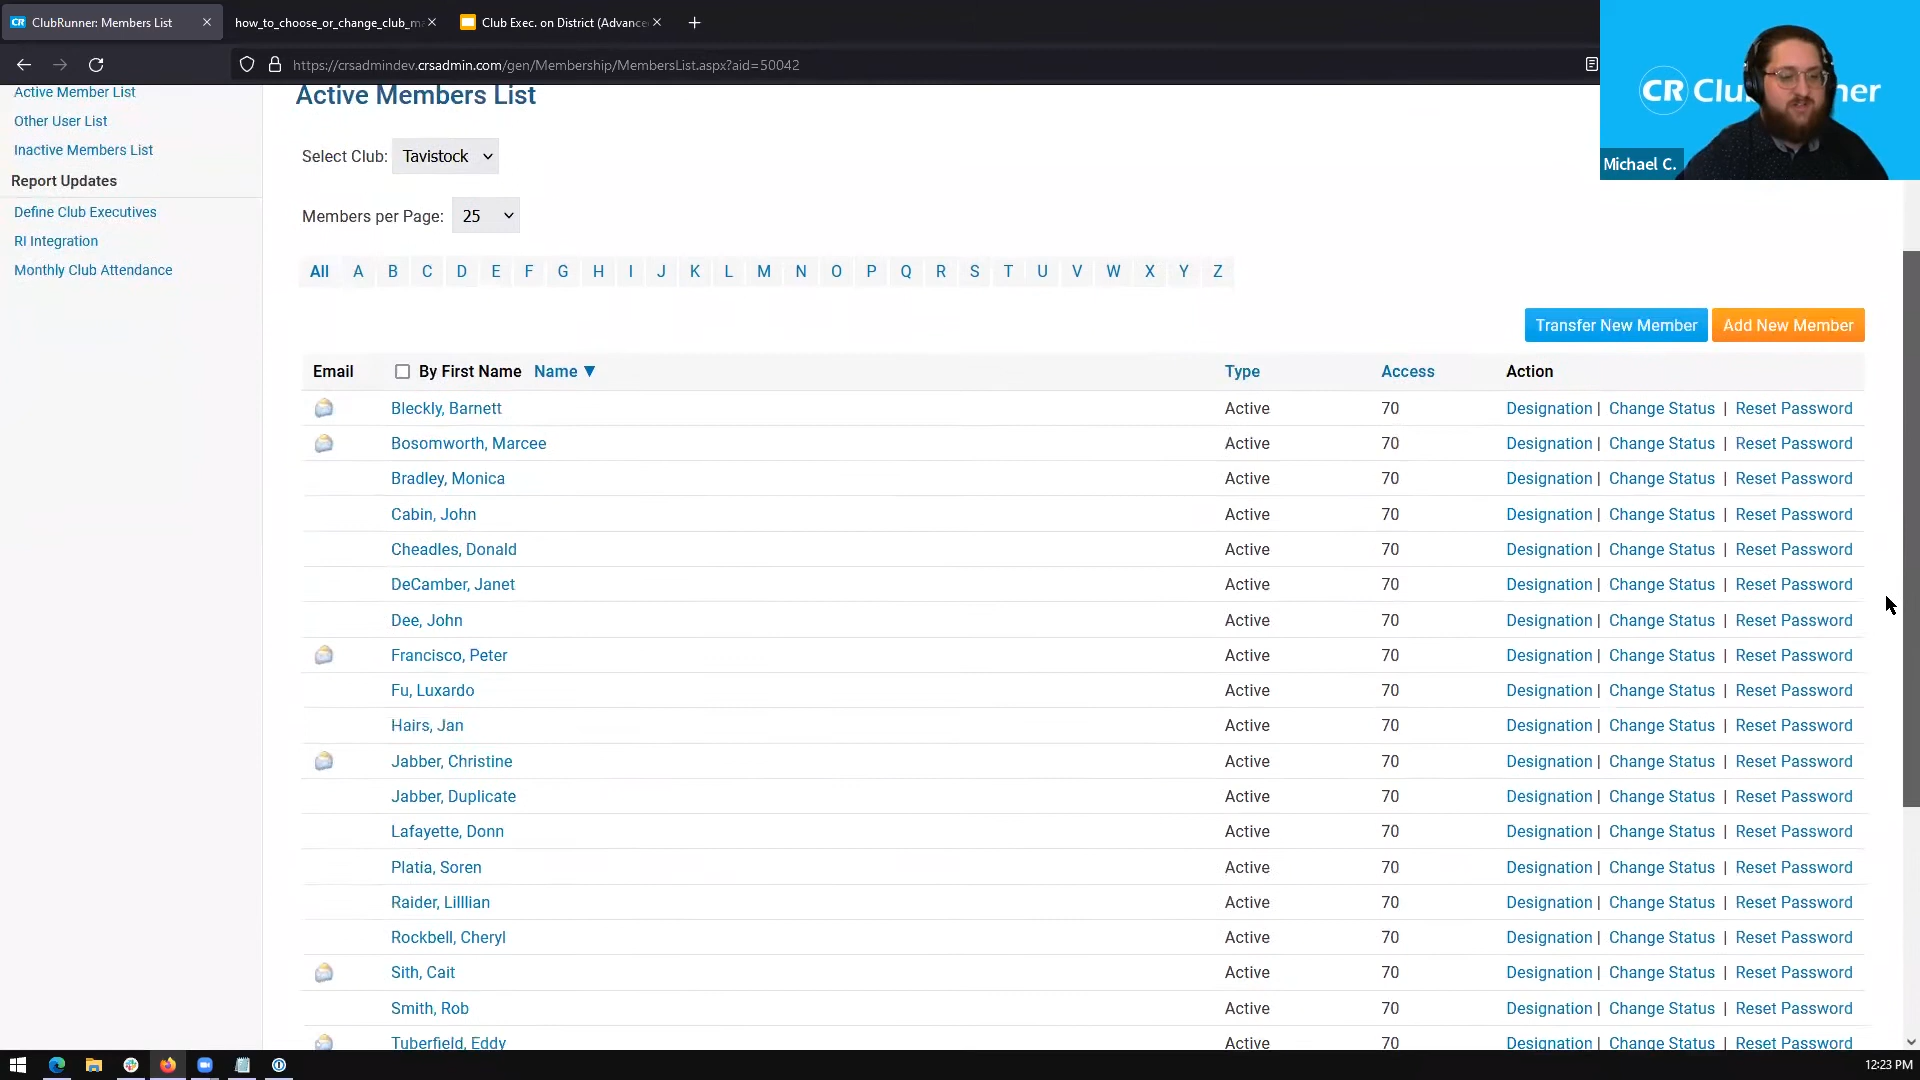 ClubRunner: Members List
how_to_choose_or_change_club_m
Club Exec. on District (Advance
https://crsadmindev.crsadmin.com/gen/Membership/MembersList.aspx?aid=50042
CR Clu ner
Michael C.
Active Member List
Other User List
Inactive Members List
Report Updates
Define Club Executives
RI Integration
Monthly Club Attendance
Active Members List
Select Club: Tavistock
Members per Page: 25
All A B C D E F G H I J K L M N O P Q R S T U V W X Y Z
Transfer New Member Add New Member
Email By First Name Name ▼ Type Access Action
Bleckly, Barnett Active 70 Designation | Change Status | Reset Password
Bosomworth, Marcee Active 70 Designation | Change Status | Reset Password
Bradley, Monica Active 70 Designation | Change Status | Reset Password
Cabin, John Active 70 Designation | Change Status | Reset Password
Cheadles, Donald Active 70 Designation | Change Status | Reset Password
DeCamber, Janet Active 70 Designation | Change Status | Reset Password
Dee, John Active 70 Designation | Change Status | Reset Password
Francisco, Peter Active 70 Designation | Change Status | Reset Password
Fu, Luxardo Active 70 Designation | Change Status | Reset Password
Hairs, Jan Active 70 Designation | Change Status | Reset Password
Jabber, Christine Active 70 Designation | Change Status | Reset Password
Jabber, Duplicate Active 70 Designation | Change Status | Reset Password
Lafayette, Donn Active 70 Designation | Change Status | Reset Password
Platia, Soren Active 70 Designation | Change Status | Reset Password
Raider, Lilllian Active 70 Designation | Change Status | Reset Password
Rockbell, Cheryl Active 70 Designation | Change Status | Reset Password
Sith, Cait Active 70 Designation | Change Status | Reset Password
Smith, Rob Active 70 Designation | Change Status | Reset Password
Tuberfield, Eddy Active 70 Designation | Change Status | Reset Password
12:23 PM